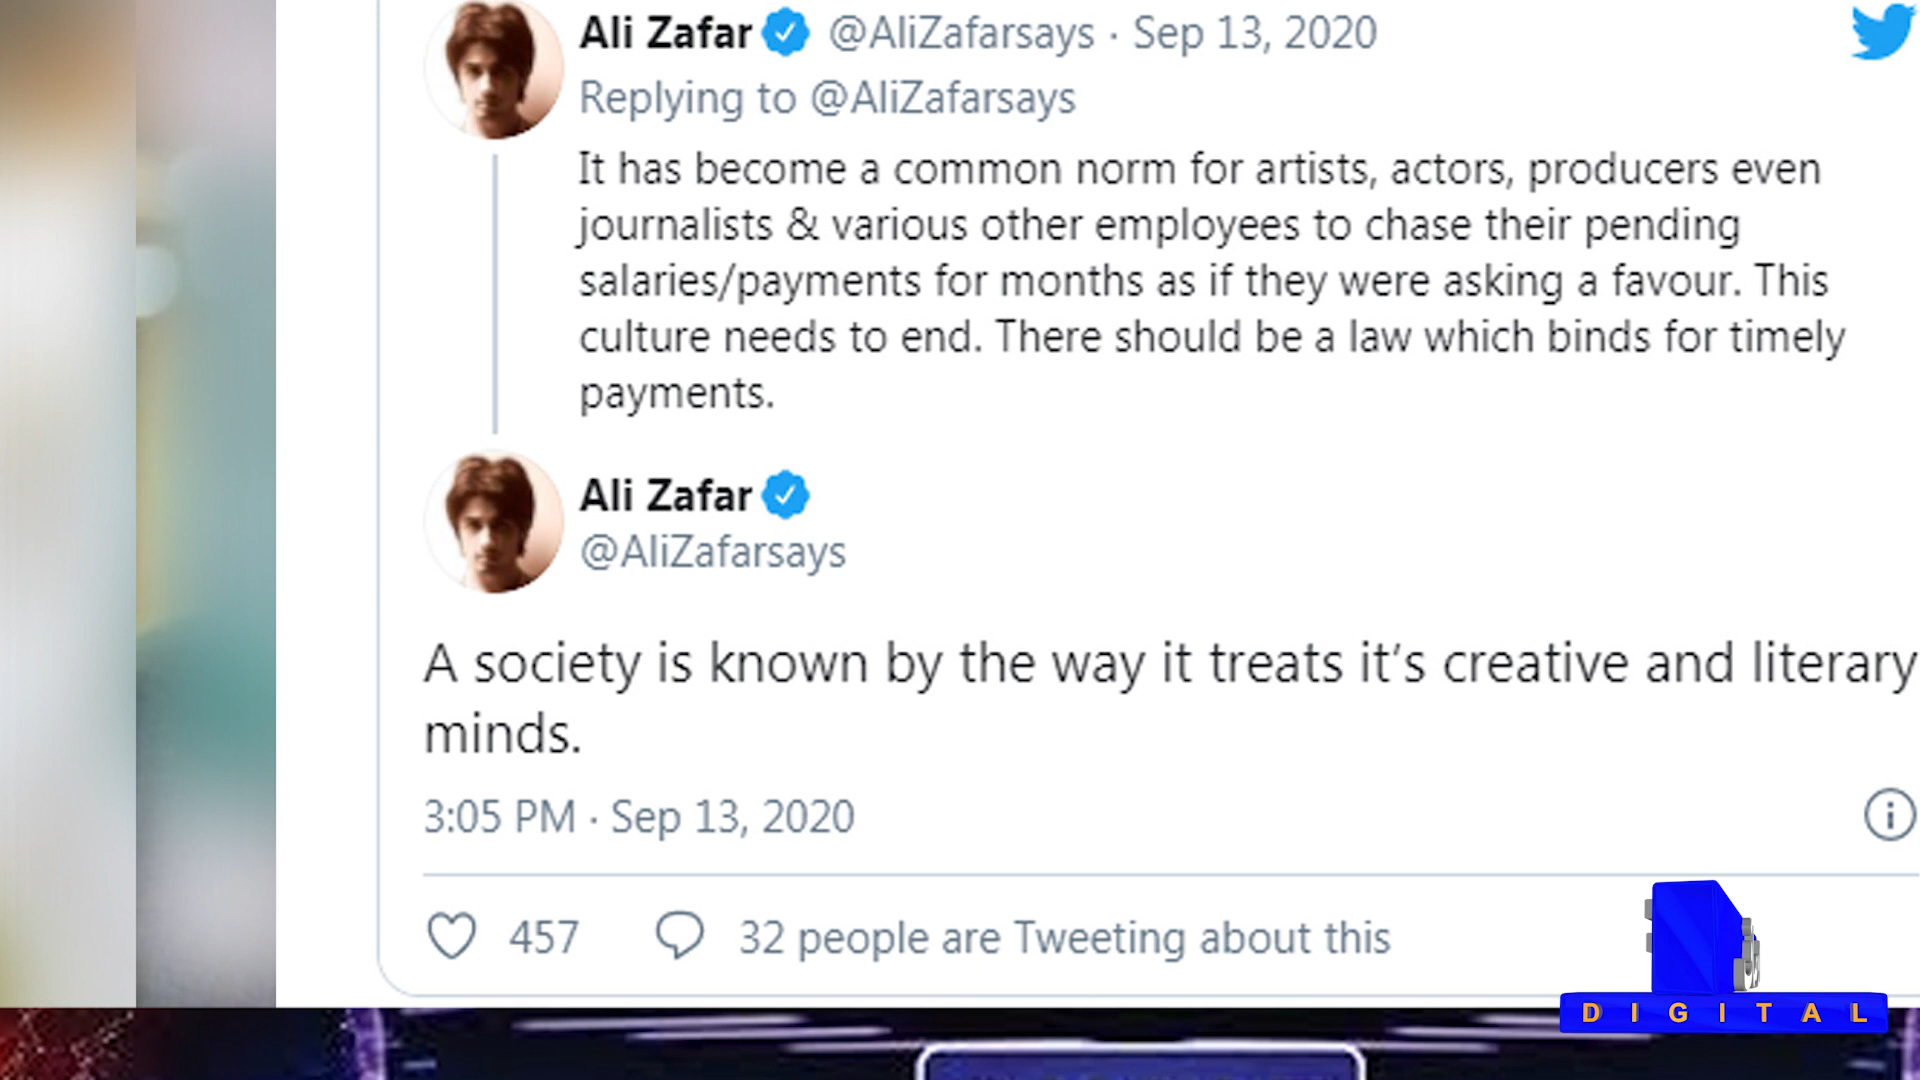 Ali Zafar @AliZafarsays · Sep 13, 2020
Replying to @AliZafarsays
It has become a common norm for artists, actors, producers even
journalists & various other employees to chase their pending
salaries/payments for months as if they were asking a favour. This
culture needs to end. There should be a law which binds for timely
payments.
Ali Zafar
@AliZafarsays
A society is known by the way it treats it’s creative and literary
minds.
3:05 PM · Sep 13, 2020
457 32 people are Tweeting about this
DIGITAL